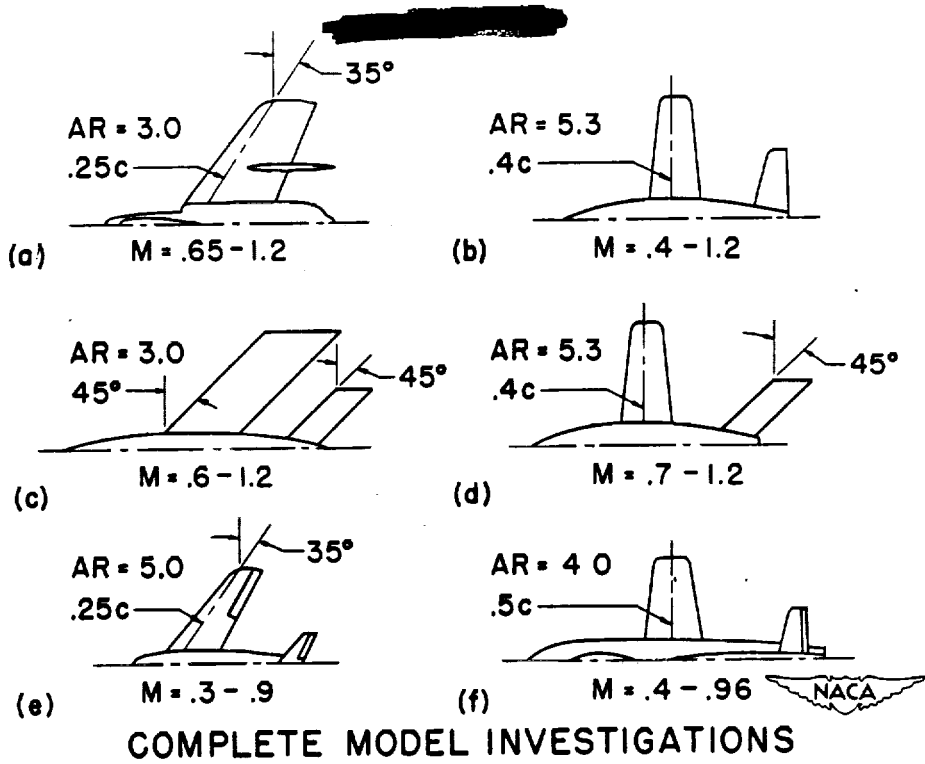 35°
AR = 3.0
.25c
(a) M = .65 - 1.2
AR = 5.3
.4c
(b) M = .4 - 1.2
AR = 3.0
45°
45°
(c) M = .6 - 1.2
AR = 5.3
.4c
45°
(d) M = .7 - 1.2
35°
AR = 5.0
.25c
(e) M = .3 - .9
AR = 4 0
.5c
(f) M = .4 - .96
NACA
COMPLETE MODEL INVESTIGATIONS